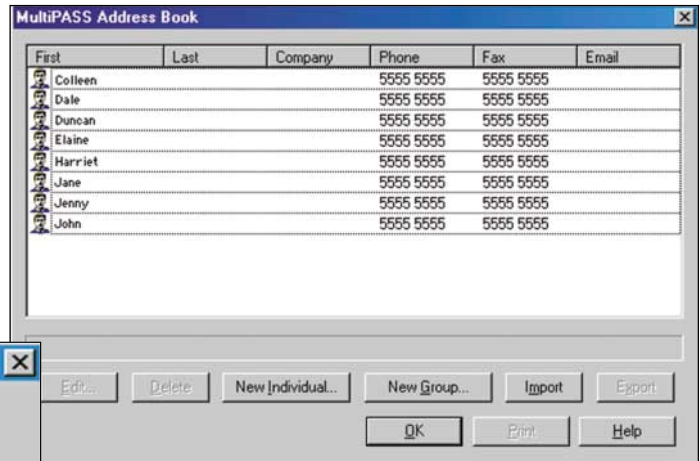 MultiPASS Address Book
First Last Company Phone Fax Email
Colleen 5555 5555 5555 5555
Dale 5555 5555 5555 5555
Duncan 5555 5555 5555 5555
Elaine 5555 5555 5555 5555
Harriet 5555 5555 5555 5555
Jane 5555 5555 5555 5555
Jenny 5555 5555 5555 5555
John 5555 5555 5555 5555
Edit... Delete New Individual... New Group... Import Export
OK Print Help